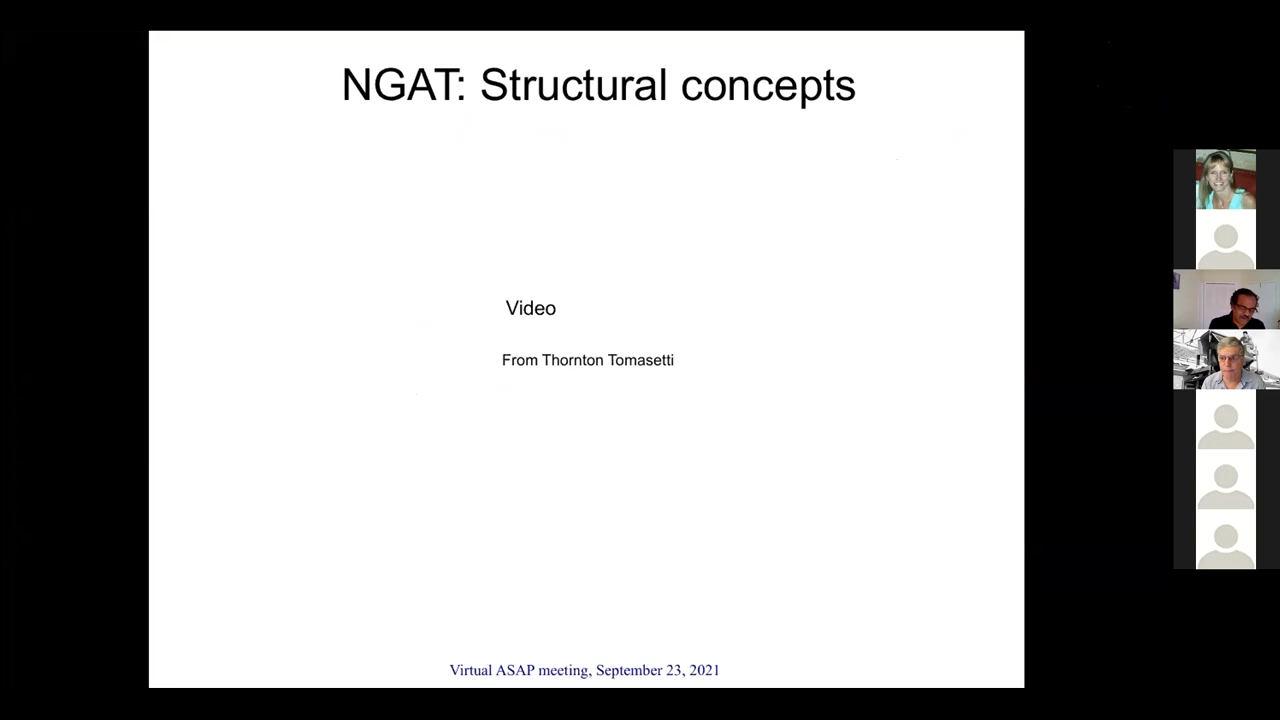 NGAT: Structural concepts
Video
From Thornton Tomasetti
Virtual ASAP meeting, September 23, 2021